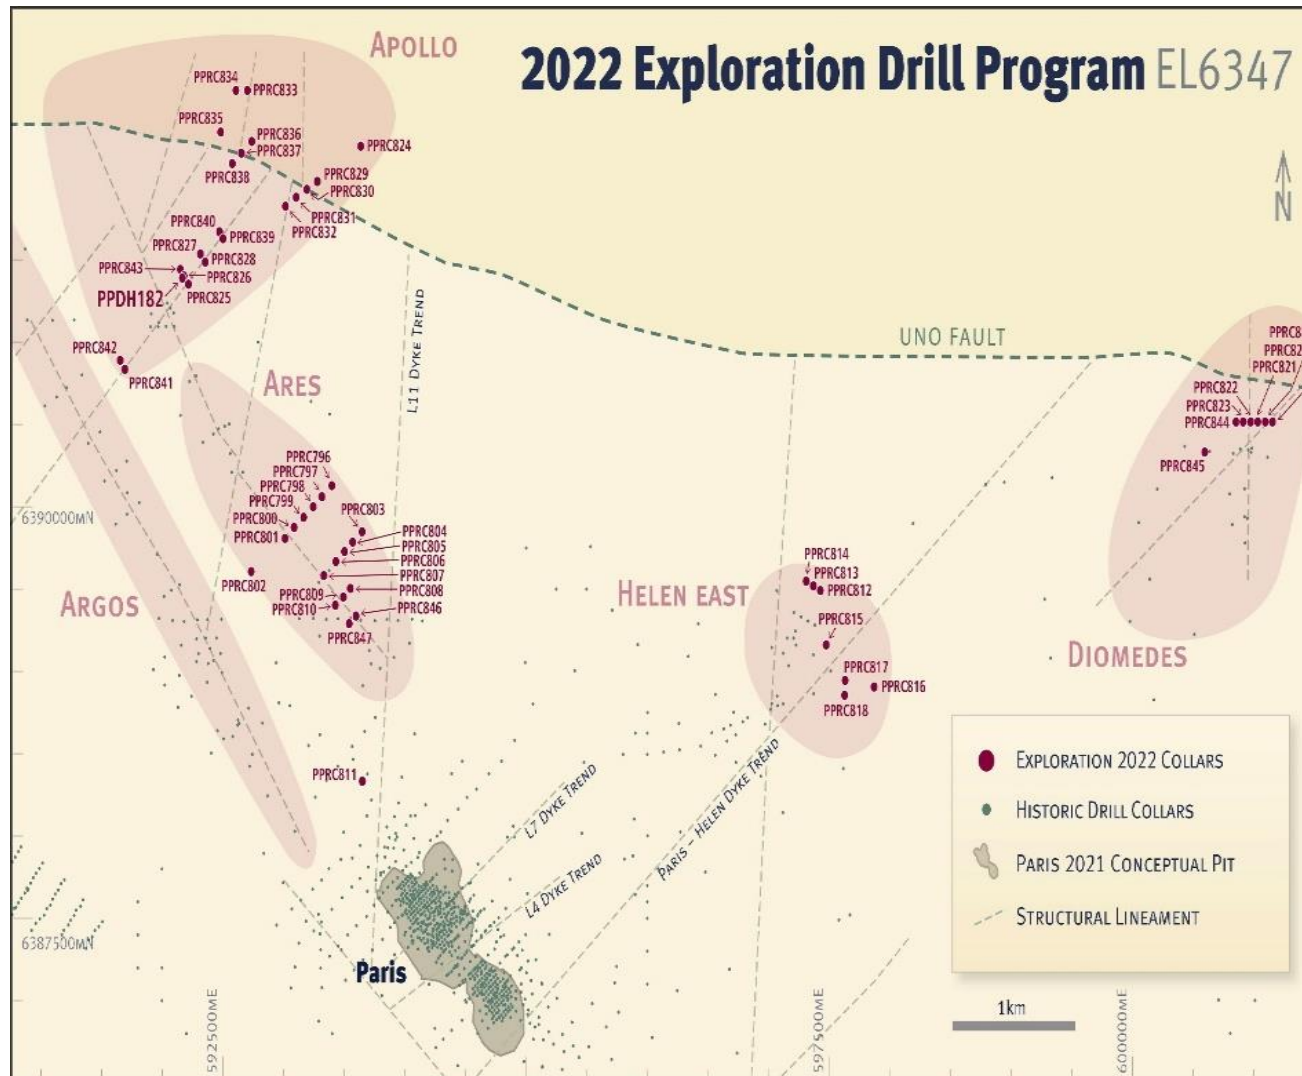 APOLLO
2022 Exploration Drill Program EL6347
PPRC834
PPRC833
PPRC835
PPRC836
PPRC837
PPRC838
PPRC824
PPRC829
PPRC830
PPRC831
PPRC832
PPRC840
PPRC839
PPRC827
PPRC828
PPRC843
PPRC826
PPDH182
PPRC825
N
UNO FAULT
L11 DYKE TREND
PPRC842
PPRC841
ARES
PPRC821
PPRC822
PPRC823
PPRC844
PPRC845
PPRC796
PPRC797
PPRC798
PPRC799
PPRC800
PPRC801
PPRC802
PPRC803
PPRC804
PPRC805
PPRC806
PPRC807
PPRC808
PPRC809
PPRC810
PPRC846
PPRC847
6390000MN
ARGOS
HELEN EAST
PPRC814
PPRC813
PPRC812
PPRC815
PPRC817
PPRC816
PPRC818
DIOMEDES
PPRC811
L7 DYKE TREND
L4 DYKE TREND
PARIS – HELEN DYKE TREND
6387500MN
Paris
592500ME
597500ME
600000ME
EXPLORATION 2022 COLLARS
HISTORIC DRILL COLLARS
PARIS 2021 CONCEPTUAL PIT
STRUCTURAL LINEAMENT
1km